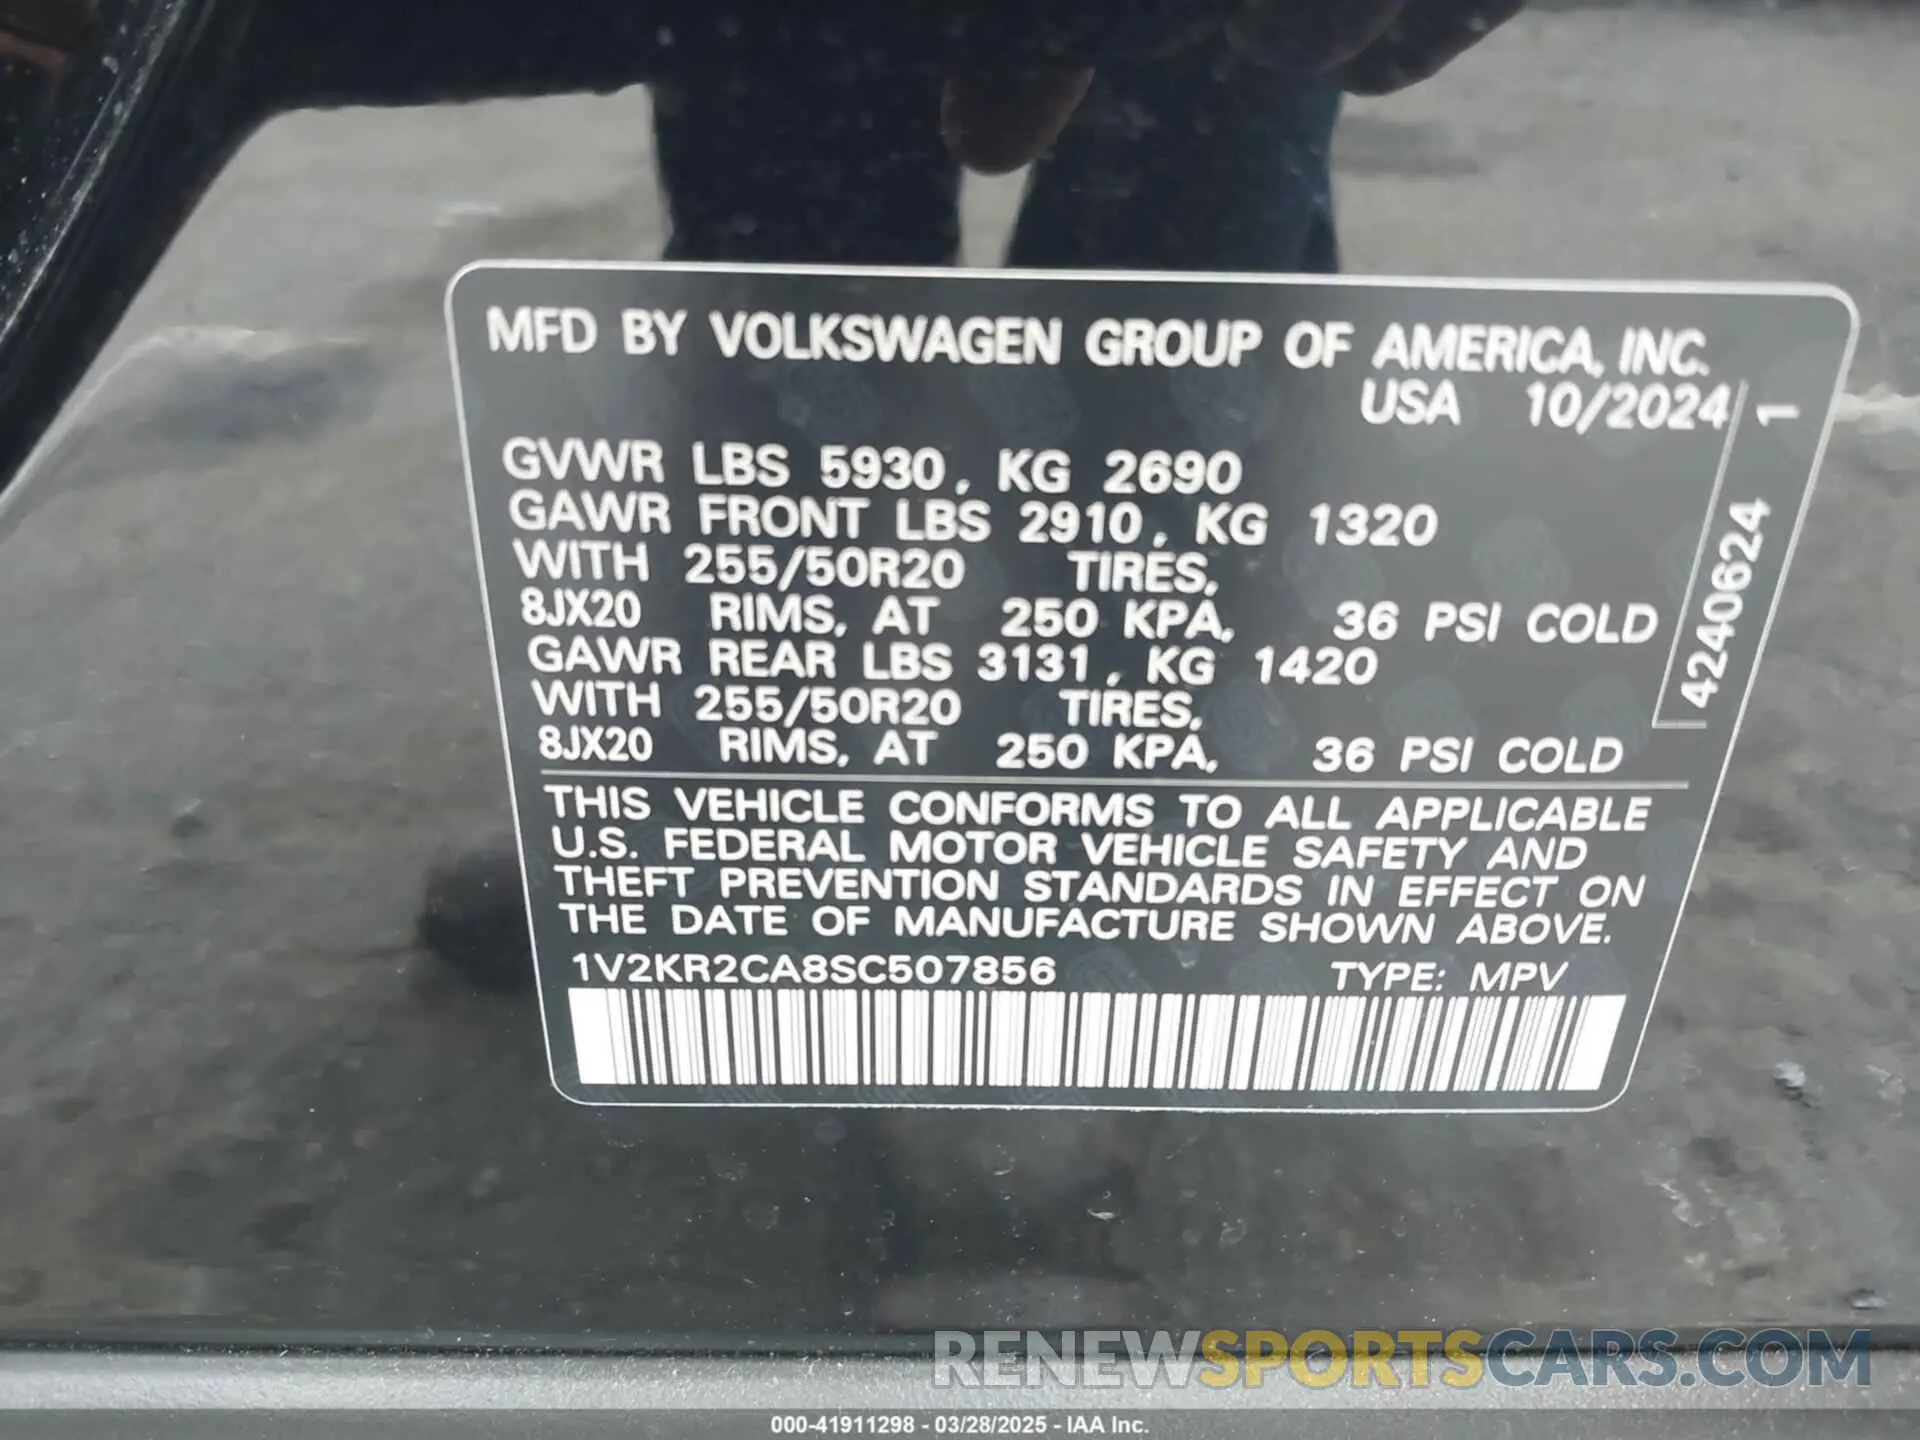 MFD BY VOLKSWAGEN GROUP OF AMERICA, INC.
USA 10/2024
GVWR LBS 5930, KG 2690
GAWR FRONT LBS 2910, KG 1320
WITH 255/50R20 TIRES,
8JX20 RIMS, AT 250 KPA, 36 PSI COLD
GAWR REAR LBS 3131, KG 1420
WITH 255/50R20 TIRES,
8JX20 RIMS, AT 250 KPA, 36 PSI COLD
4240624 1
THIS VEHICLE CONFORMS TO ALL APPLICABLE
U.S. FEDERAL MOTOR VEHICLE SAFETY AND
THEFT PREVENTION STANDARDS IN EFFECT ON
THE DATE OF MANUFACTURE SHOWN ABOVE.
1V2KR2CA8SC507856 TYPE: MPV
RENEWSPORTSCARS.COM
000-41911298 - 03/28/2025 - IAA Inc.